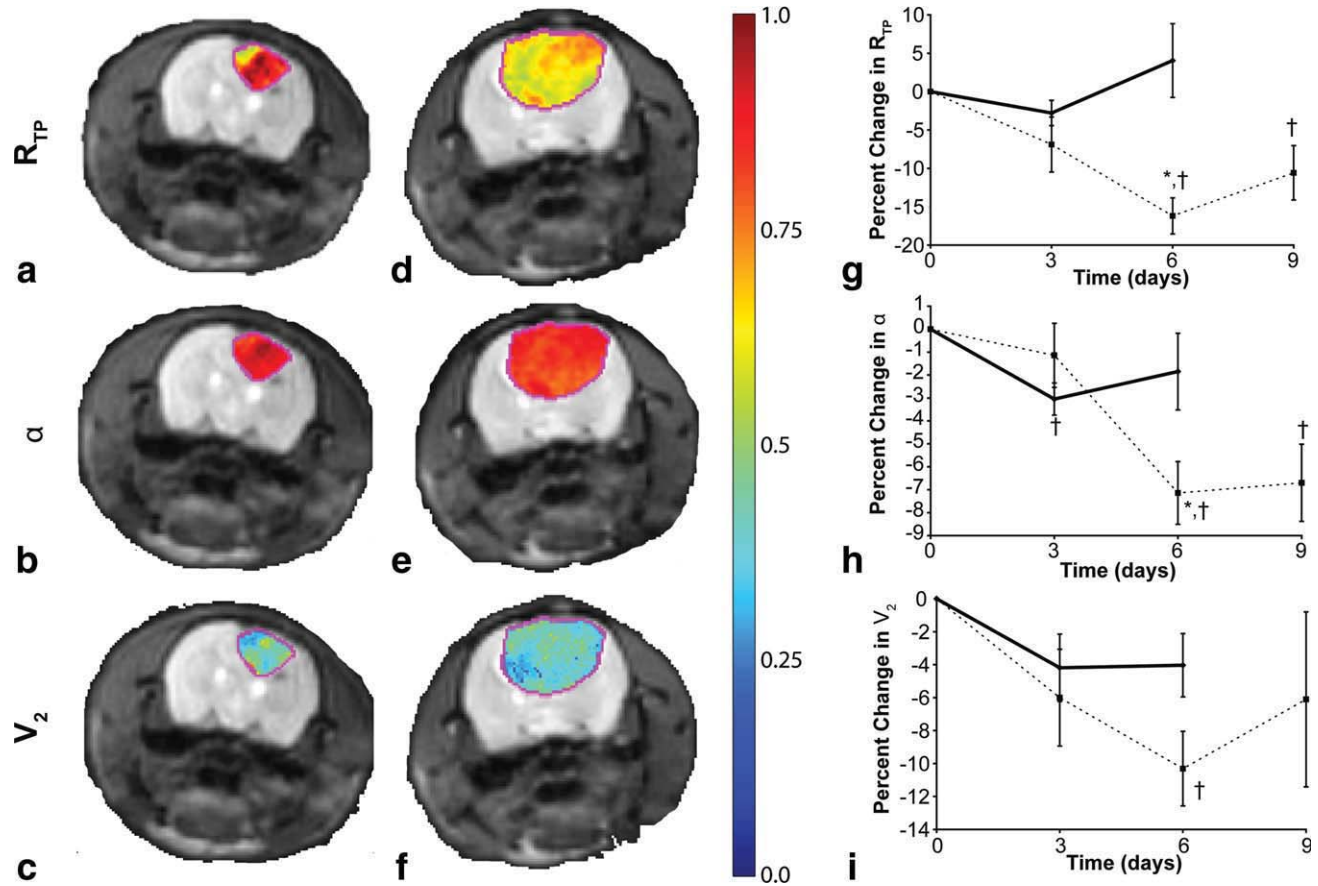 R_TP
a
d
α
b
e
V_2
c
f
1.0
0.75
0.5
0.25
0.0
Percent Change in R_TP
10
5
0
-5
-10
-15
-20
*,†
†
0 3 6 9
Time (days)
g
Percent Change in α
1
0
-1
-2
-3
-4
-5
-6
-7
-8
-9
†
*,†
†
0 3 6 9
Time (days)
h
Percent Change in V_2
0
-2
-4
-6
-8
-10
-12
-14
†
0 3 6 9
Time (days)
i